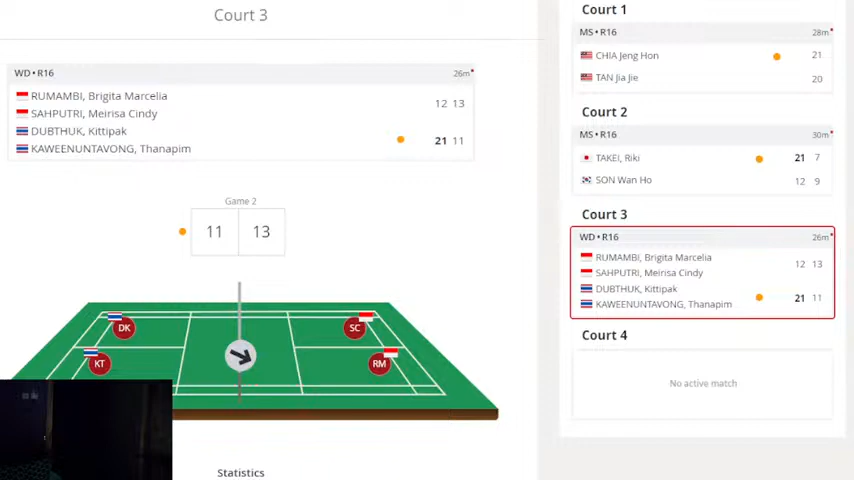 Court 3
WD • R16
26m
RUMAMBI, Brigita Marcelia
SAHPUTRI, Meirisa Cindy
12 13
DUBTHUK, Kittipak
KAWEENUNTAVONG, Thanapim
21 11
Game 2
11 13
DK
SC
KT
RM
Statistics
Court 1
MS • R16
28m
CHIA Jeng Hon
21
TAN Jia Jie
20
Court 2
MS • R16
30m
TAKEI, Riki
21 7
SON Wan Ho
12 9
Court 3
WD • R16
26m
RUMAMBI, Brigita Marcelia
SAHPUTRI, Meirisa Cindy
12 13
DUBTHUK, Kittipak
KAWEENUNTAVONG, Thanapim
21 11
Court 4
No active match